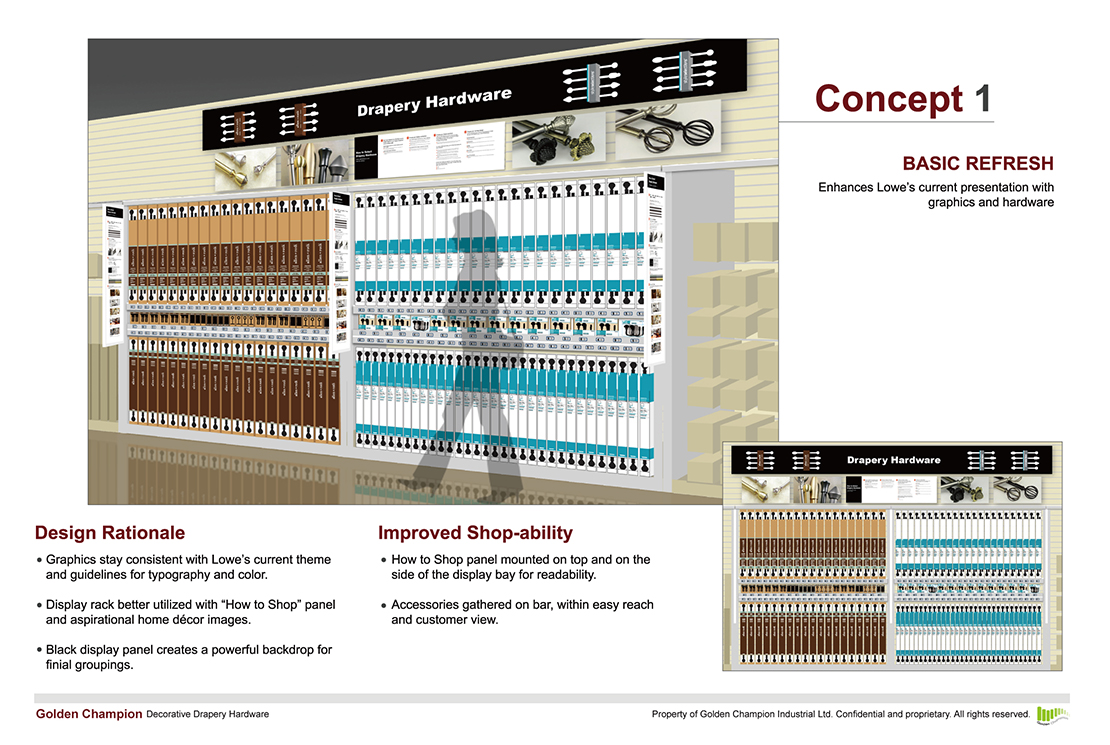 Drapery Hardware
Concept 1
BASIC REFRESH
Enhances Lowe's current presentation with
graphics and hardware
Drapery Hardware
Design Rationale
• Graphics stay consistent with Lowe's current theme
and guidelines for typography and color.
• Display rack better utilized with “How to Shop” panel
and aspirational home décor images.
• Black display panel creates a powerful backdrop for
finial groupings.
Improved Shop-ability
• How to Shop panel mounted on top and on the
side of the display bay for readability.
• Accessories gathered on bar, within easy reach
and customer view.
Golden Champion Decorative Drapery Hardware
Property of Golden Champion Industrial Ltd. Confidential and proprietary. All rights reserved.